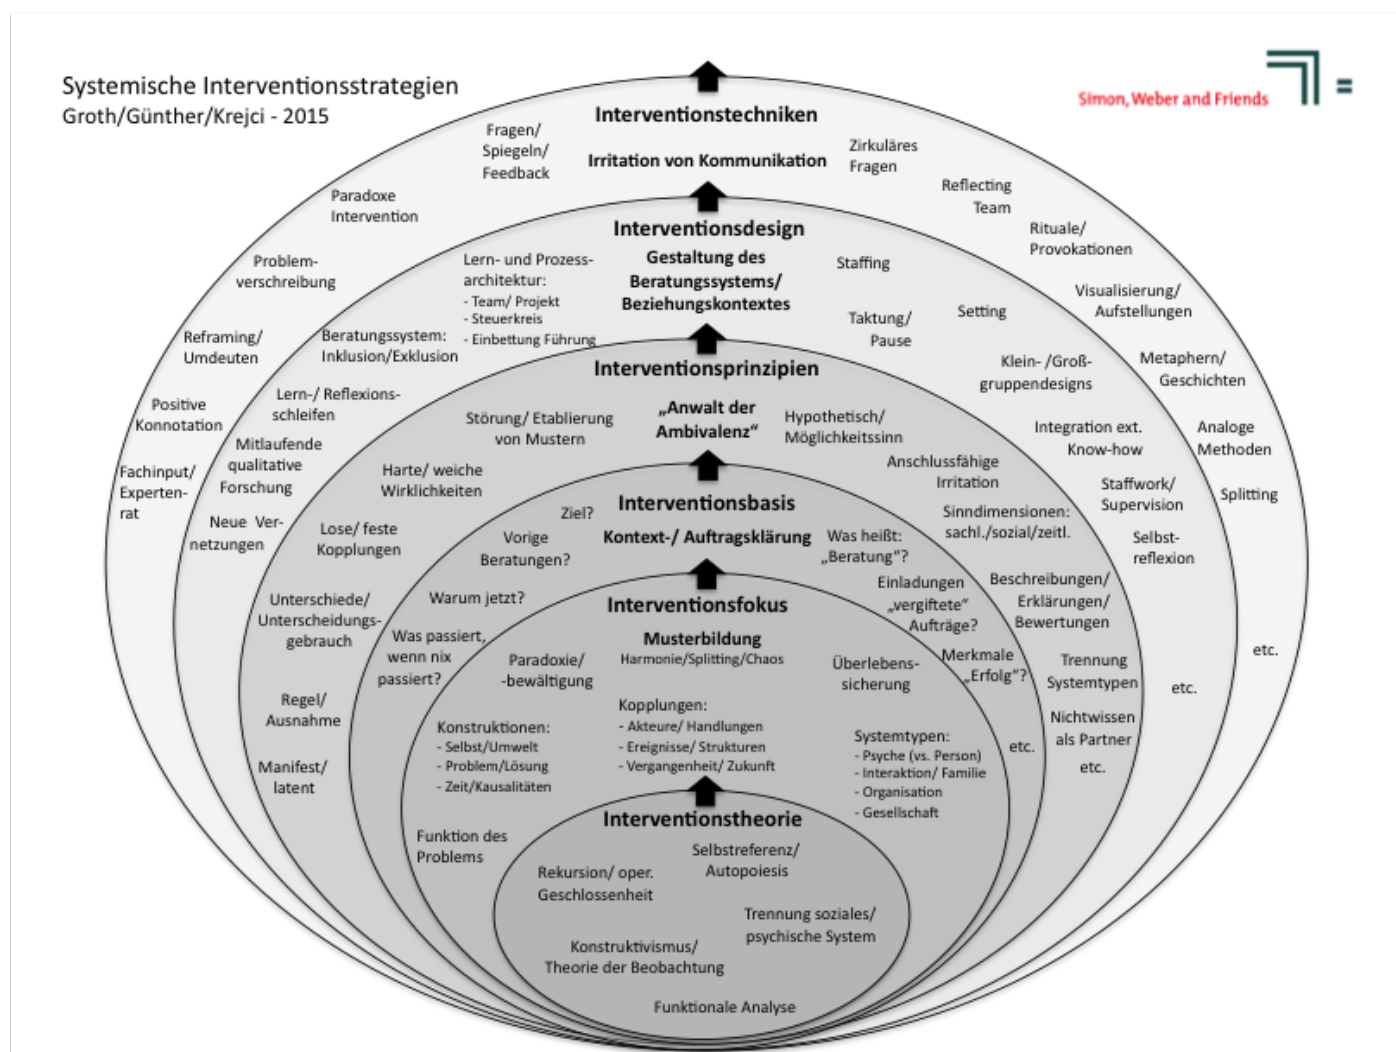 Systemische Interventionsstrategien
Groth/Günther/Krejci - 2015
Simon, Weber and Friends
Interventionstechniken
Irritation von Kommunikation
Fragen/
Spiegeln/
Feedback
Zirkuläres
Fragen
Paradoxe
Intervention
Reflecting
Team
Problem-
verschreibung
Rituale/
Provokationen
Reframing/
Umdeuten
Visualisierung/
Aufstellungen
Positive
Konnotation
Metaphern/
Geschichten
Fachinput/
Experten-
rat
Analoge
Methoden
Splitting
etc.
Interventionsdesign
Gestaltung des
Beratungssystems/
Beziehungskontextes
Lern- und Prozess-
architektur:
- Team/ Projekt
- Steuerkreis
- Einbettung Führung
Staffing
Beratungssystem:
Inklusion/Exklusion
Taktung/
Pause
Setting
Lern-/ Reflexions-
schleifen
Klein- /Groß-
gruppendesigns
Mitlaufende
qualitative
Forschung
Integration ext.
Know-how
Neue Ver-
netzungen
Staffwork/
Supervision
Selbst-
reflexion
etc.
Interventionsprinzipien
„Anwalt der
Ambivalenz“
Störung/ Etablierung
von Mustern
Hypothetisch/
Möglichkeitssinn
Harte/ weiche
Wirklichkeiten
Anschlussfähige
Irritation
Lose/ feste
Kopplungen
Sinndimensionen:
sachl./sozial/zeitl.
Unterschiede/
Unterscheidungs-
gebrauch
Beschreibungen/
Erklärungen/
Bewertungen
Regel/
Ausnahme
Trennung
Systemtypen
Manifest/
latent
Nichtwissen
als Partner
etc.
Interventionsbasis
Kontext-/ Auftragsklärung
Ziel?
Vorige
Beratungen?
Was heißt:
„Beratung“?
Warum jetzt?
Einladungen
„vergiftete“
Aufträge?
Was passiert,
wenn nix
passiert?
Merkmale
„Erfolg“?
etc.
Interventionsfokus
Musterbildung
Harmonie/Splitting/Chaos
Paradoxie/
-bewältigung
Überlebens-
sicherung
Konstruktionen:
- Selbst/Umwelt
- Problem/Lösung
- Zeit/Kausalitäten
Kopplungen:
- Akteure/ Handlungen
- Ereignisse/ Strukturen
- Vergangenheit/ Zukunft
Systemtypen:
- Psyche (vs. Person)
- Interaktion/ Familie
- Organisation
- Gesellschaft
Funktion des
Problems
Interventionstheorie
Selbstreferenz/
Autopoiesis
Rekursion/ oper.
Geschlossenheit
Trennung soziales/
psychische System
Konstruktivismus/
Theorie der Beobachtung
Funktionale Analyse